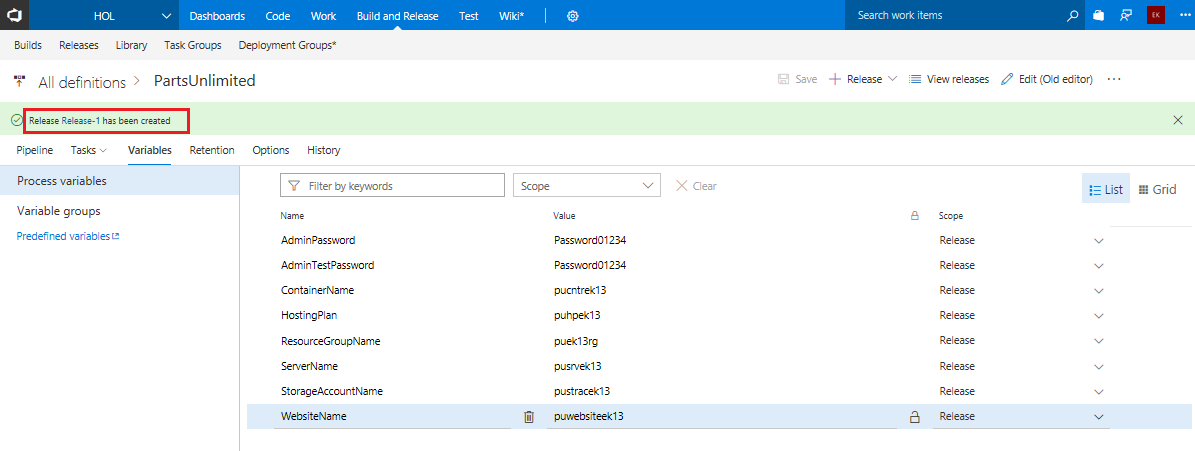 HOL Dashboards Code Work Build and Release Test Wiki* Search work items EK
Builds Releases Library Task Groups Deployment Groups*
All definitions > PartsUnlimited Save + Release View releases Edit (Old editor) ...
Release Release-1 has been created
Pipeline Tasks Variables Retention Options History
Process variables
Variable groups
Predefined variables
Filter by keywords Scope Clear List Grid
Name Value Scope
AdminPassword Password01234 Release
AdminTestPassword Password01234 Release
ContainerName pucntrek13 Release
HostingPlan puhpek13 Release
ResourceGroupName puek13rg Release
ServerName pusrvek13 Release
StorageAccountName pustracek13 Release
WebsiteName puwebsiteek13 Release